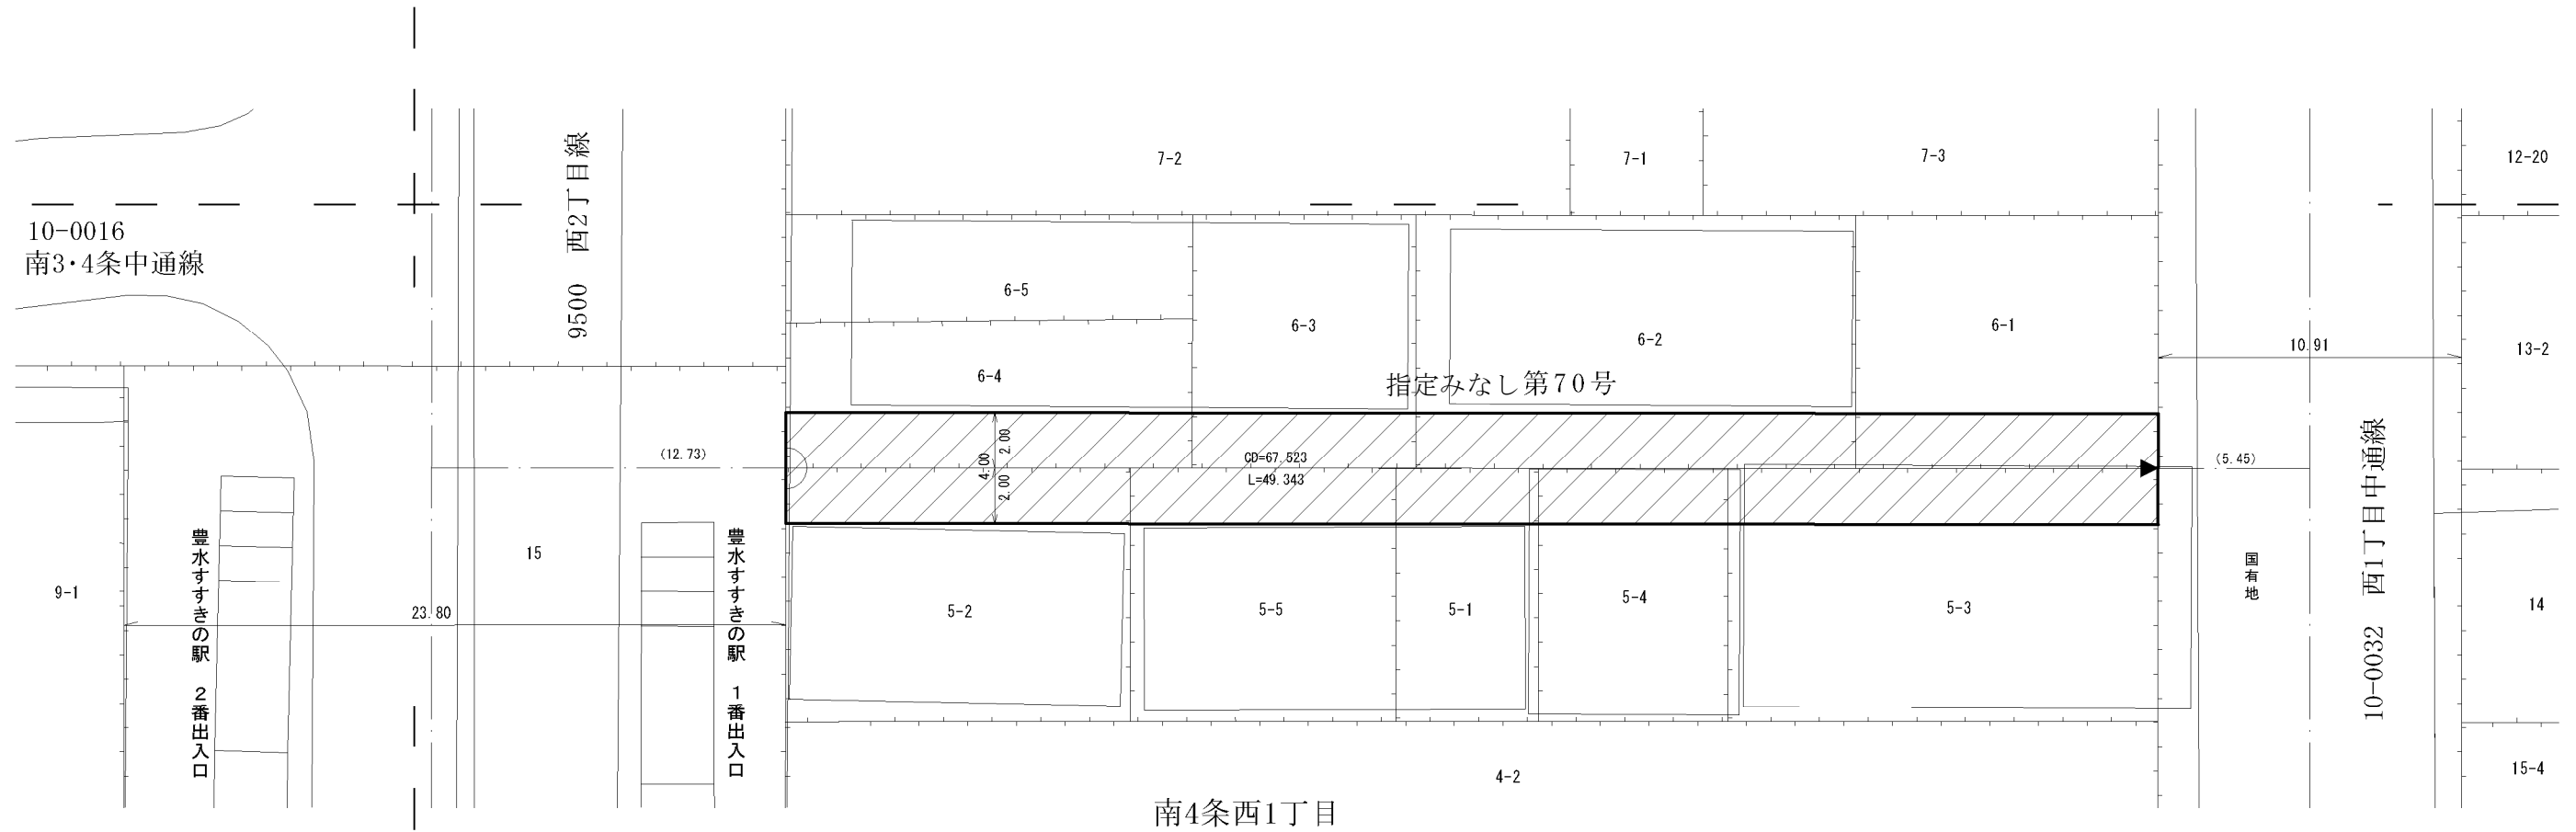 10-0016
南3・4条中通線
9500 西2丁目線
7-2
7-1
7-3
12-20
6-5
6-4
6-3
6-2
6-1
10.91
13-2
指定みなし第70号
(12.73)
4.00
2.00
2.00
CD=67.523
L=49.343
(5.45)
10-0032 西1丁目中通線
9-1
豊水すすきの駅 2番出入口
23.80
15
豊水すすきの駅 1番出入口
5-2
5-5
5-1
5-4
5-3
国有地
14
15-4
4-2
南4条西1丁目